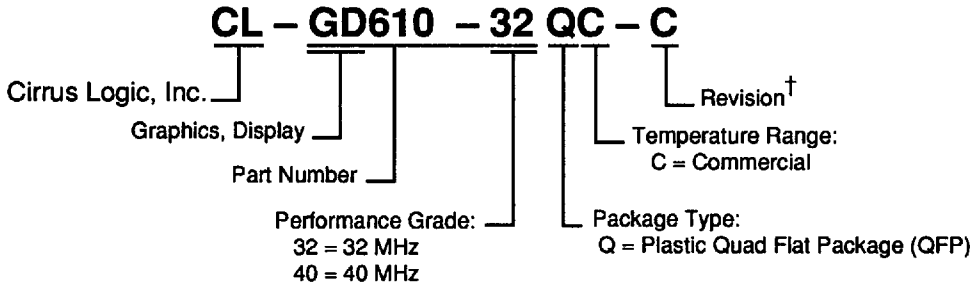 CL – GD610 – 32 QC – C
Cirrus Logic, Inc.
Revision†
Graphics, Display
Temperature Range:
C = Commercial
Part Number
Performance Grade:
32 = 32 MHz
40 = 40 MHz
Package Type:
Q = Plastic Quad Flat Package (QFP)